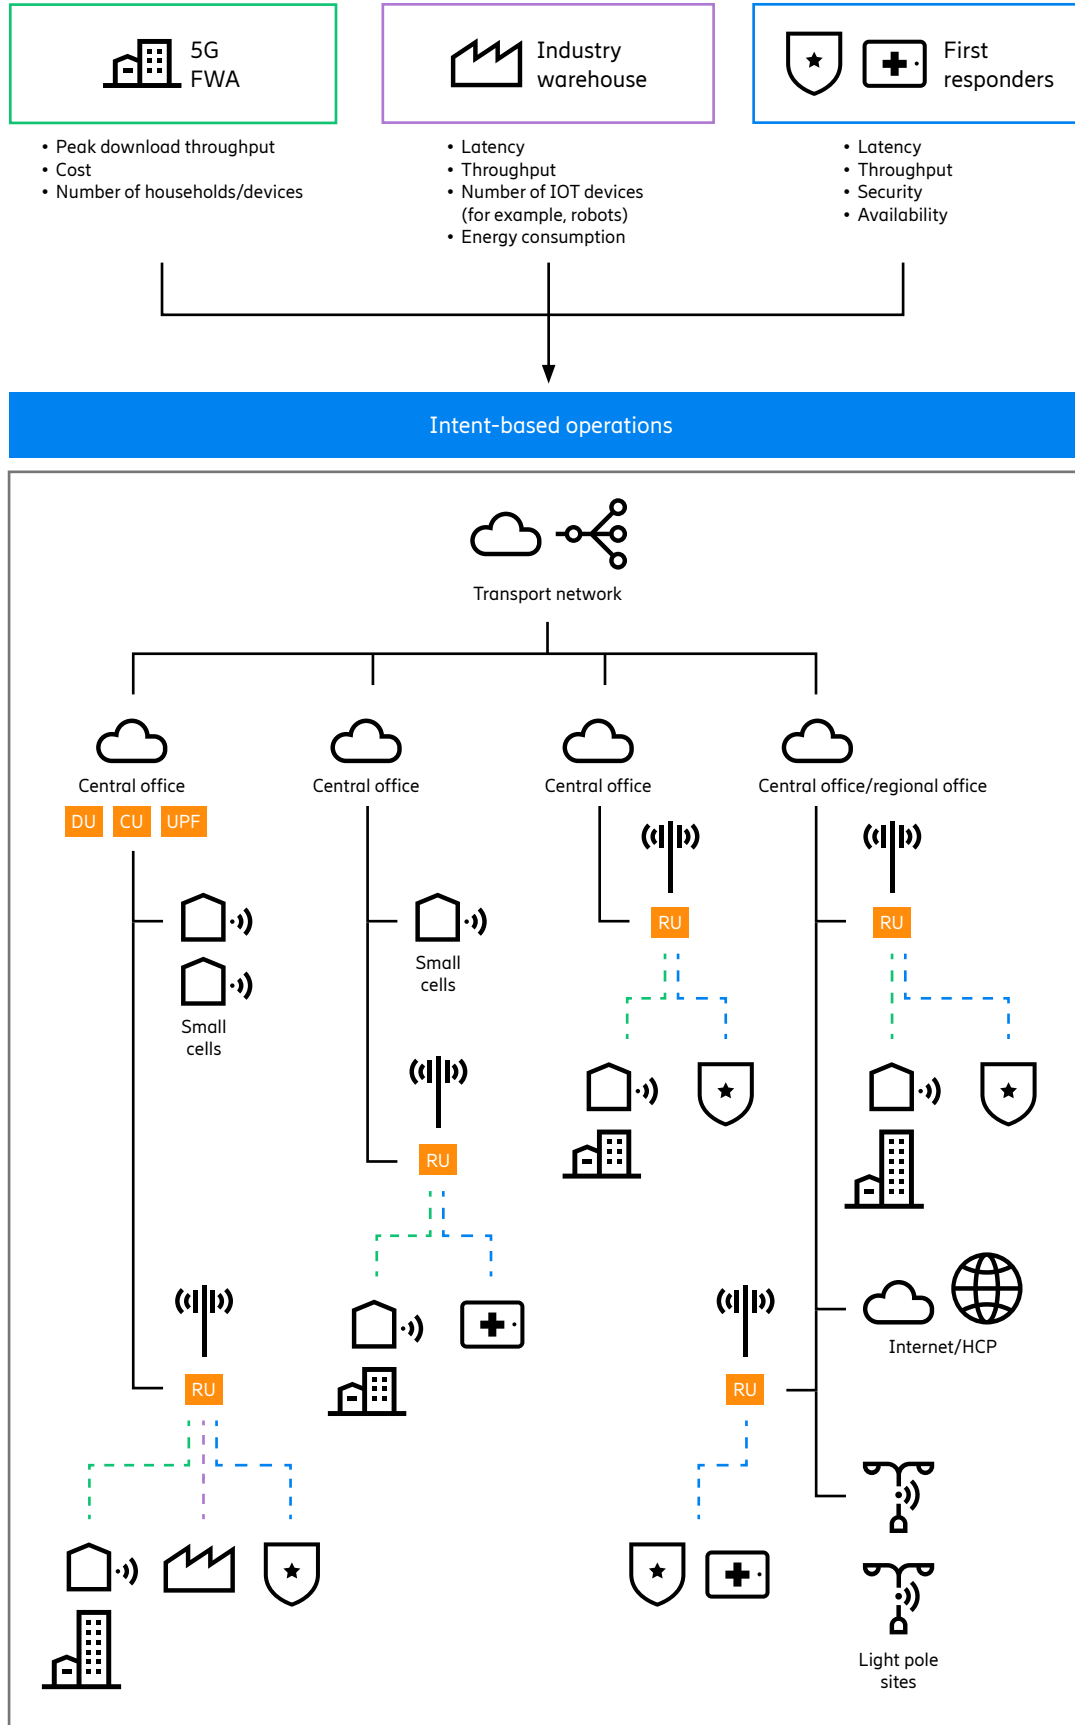 5G
FWA
Industry
warehouse
First
responders
• Peak download throughput
• Cost
• Number of households/devices
• Latency
• Throughput
• Number of IOT devices
(for example, robots)
• Energy consumption
• Latency
• Throughput
• Security
• Availability
Intent-based operations
Transport network
Central office
DU CU UPF
Central office
Central office
Central office/regional office
Small
cells
Small
cells
RU
RU
RU
RU
Internet/HCP
RU
Light pole
sites